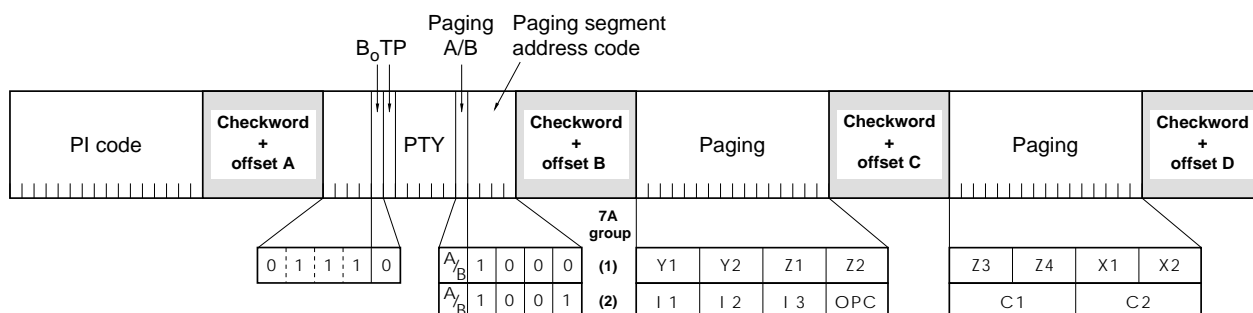 Paging Paging segment
BoTP A/B address code
PI code Checkword + offset A PTY Checkword + offset B Paging Checkword + offset C Paging Checkword + offset D
7A group
0 1 1 1 0 A/B 1 0 0 0 (1) Y1 Y2 Z1 Z2 Z3 Z4 X1 X2
A/B 1 0 0 1 (2) I1 I2 I3 OPC C1 C2